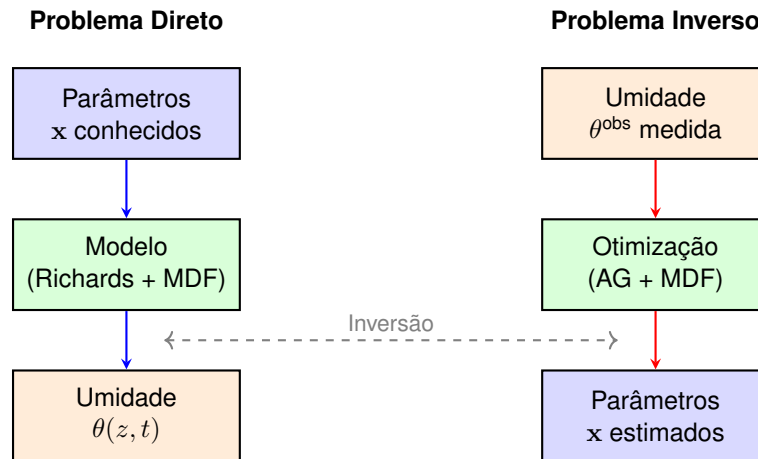 Problema Direto
Parâmetros
x conhecidos
Modelo
(Richards + MDF)
Umidade
θ(z, t)
Inversão
Problema Inverso
Umidade
θ^obs medida
Otimização
(AG + MDF)
Parâmetros
x estimados